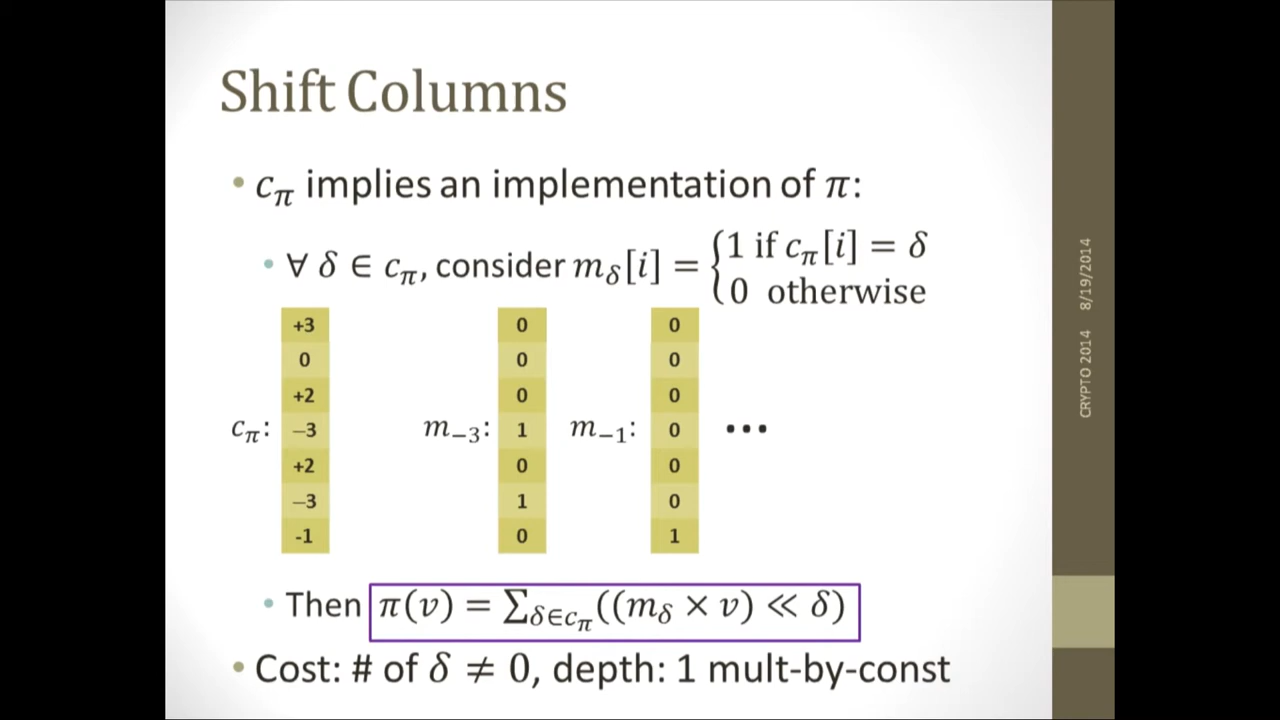 Shift Columns
• c_π implies an implementation of π:
• ∀ δ ∈ c_π, consider m_δ[i] = {1 if c_π[i] = δ
0 otherwise
+3 0 0
0 0 0
+2 0 0
c_π: −3 m_−3: 1 m_−1: 0 •••
+2 0 0
−3 1 0
-1 0 1
• Then π(v) = ∑_δ∈c_π((m_δ × v) ≪ δ)
• Cost: # of δ ≠ 0, depth: 1 mult-by-const
CRYPTO 2014 8/19/2014